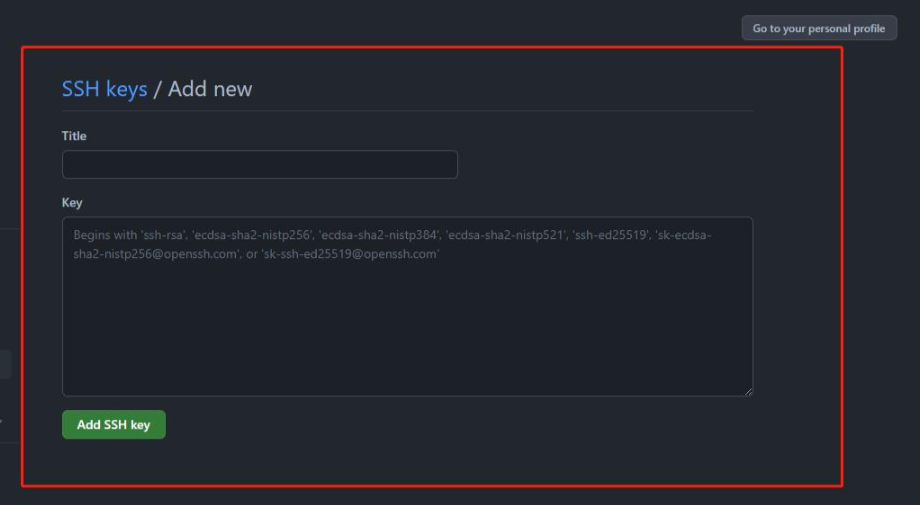 Go to your personal profile
SSH keys / Add new
Title
Key
Begins with 'ssh-rsa', 'ecdsa-sha2-nistp256', 'ecdsa-sha2-nistp384', 'ecdsa-sha2-nistp521', 'ssh-ed25519', 'sk-ecdsa-
sha2-nistp256@openssh.com', or 'sk-ssh-ed25519@openssh.com'
Add SSH key